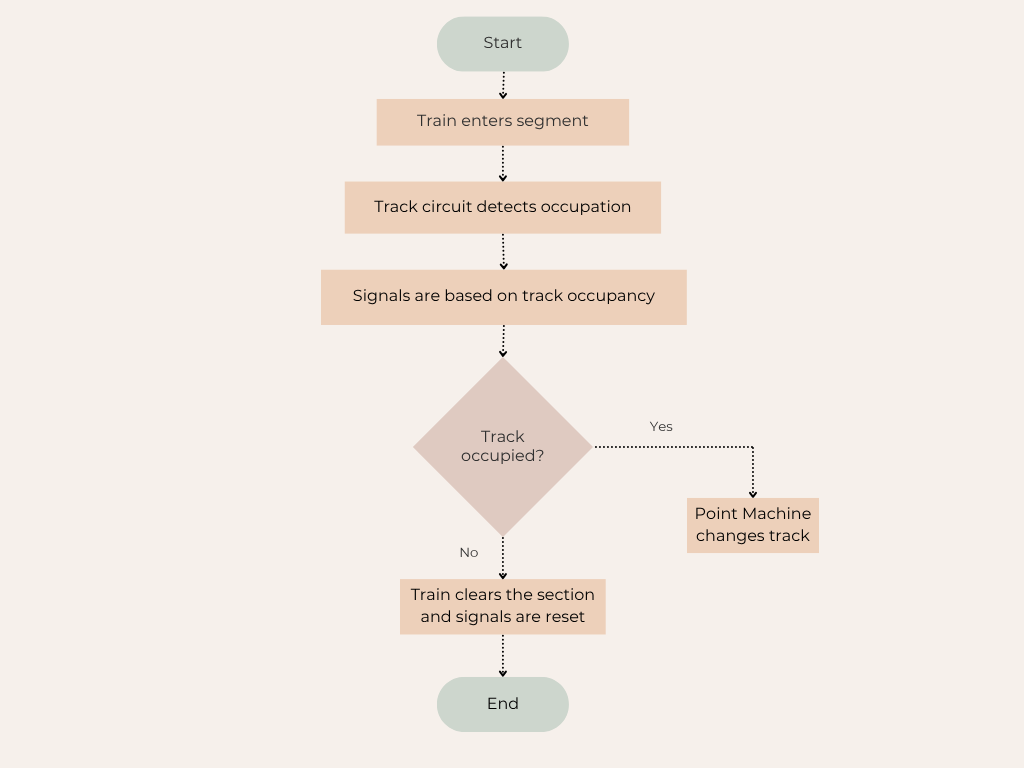 Start
Train enters segment
Track circuit detects occupation
Signals are based on track occupancy
Track
occupied?
Yes
Point Machine
changes track
No
Train clears the section
and signals are reset
End